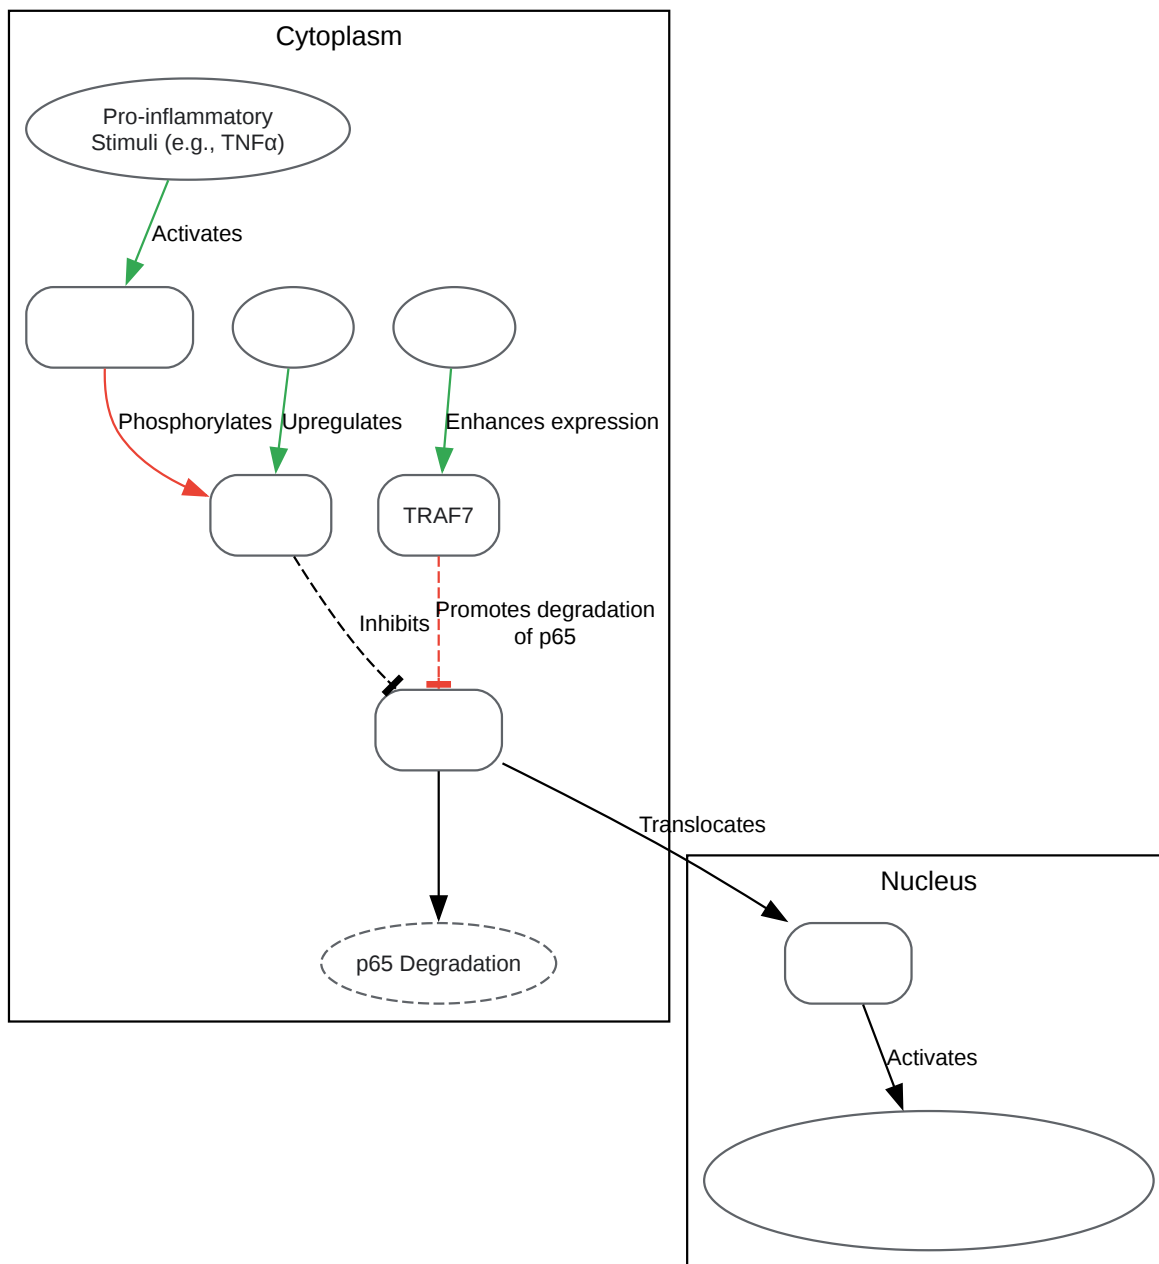 Cytoplasm
Pro-inflammatory
Stimuli (e.g., TNFα)
Activates
Phosphorylates
Upregulates
Enhances expression
TRAF7
Inhibits
Promotes degradation
of p65
Translocates
Nucleus
p65 Degradation
Activates